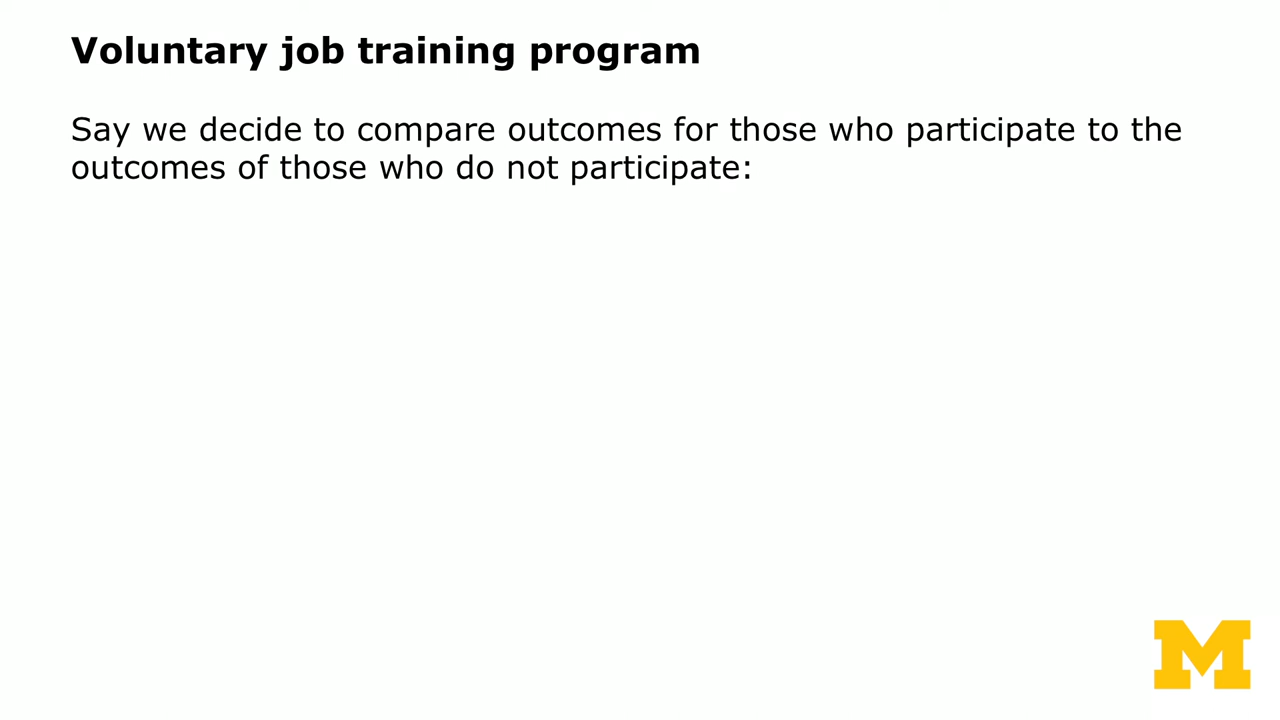 Voluntary job training program
Say we decide to compare outcomes for those who participate to the
outcomes of those who do not participate:
M